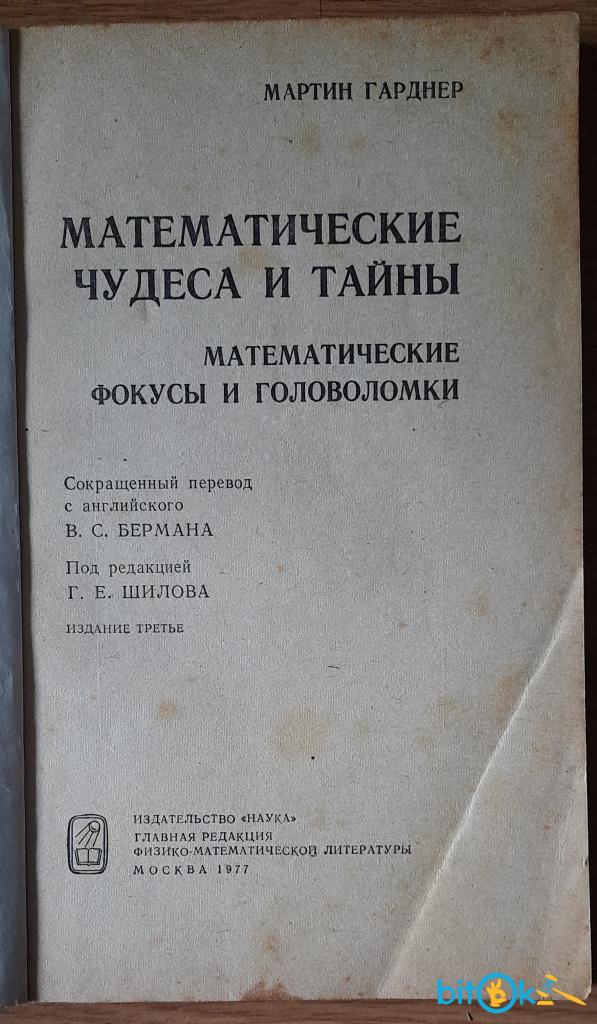 МАРТИН ГАРДНЕР
МАТЕМАТИЧЕСКИЕ
ЧУДЕСА И ТАЙНЫ
МАТЕМАТИЧЕСКИЕ
ФОКУСЫ И ГОЛОВОЛОМКИ
Сокращенный перевод
с английского
В. С. БЕРМАНА
Под редакцией
Г. Е. ШИЛОВА
ИЗДАНИЕ ТРЕТЬЕ
ИЗДАТЕЛЬСТВО «НАУКА»
ГЛАВНАЯ РЕДАКЦИЯ
ФИЗИКО-МАТЕМАТИЧЕСКОЙ ЛИТЕРАТУРЫ
МОСКВА 1977
bitok